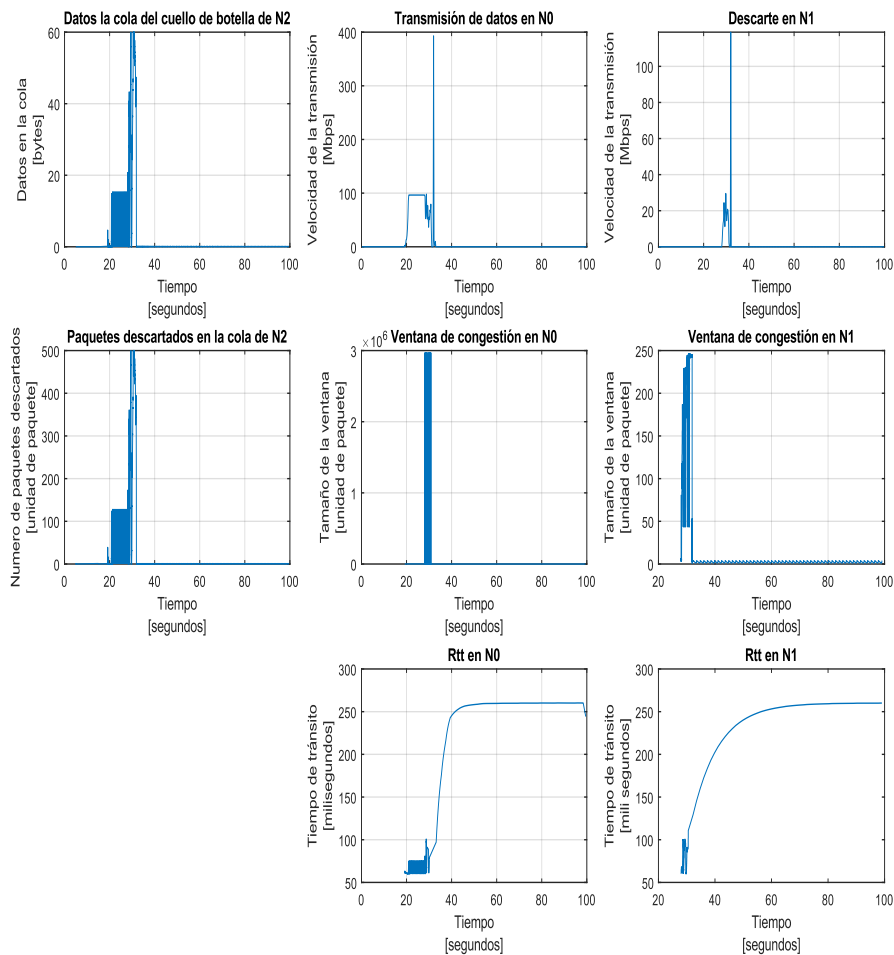 Datos la cola del cuello de botella de N2
Datos en la cola
[bytes]
60
40
20
0
0
20
40
60
80
100
Tiempo
[segundos]
Transmisión de datos en N0
Velocidad de la transmisión
[Mbps]
400
300
200
100
0
0
20
40
60
80
100
Tiempo
[segundos]
Descarte en N1
Velocidad de la transmisión
[Mbps]
100
80
60
40
20
0
0
20
40
60
80
100
Tiempo
[segundos]
Paquetes descartados en la cola de N2
Numero de paquetes descartados
[unidad de paquete]
500
400
300
200
100
0
0
20
40
60
80
100
Tiempo
[segundos]
×10^6
Ventana de congestión en N0
Tamaño de la ventana
[unidad de paquete]
3
2
1
0
0
20
40
60
80
100
Tiempo
[segundos]
Ventana de congestión en N1
Tamaño de la ventana
[unidad de paquete]
250
200
150
100
50
0
20
40
60
80
100
Tiempo
[segundos]
Rtt en N0
Tiempo de tránsito
[milisegundos]
300
250
200
150
100
50
0
20
40
60
80
100
Tiempo
[segundos]
Rtt en N1
Tiempo de tránsito
[mili segundos]
300
250
200
150
100
50
20
40
60
80
100
Tiempo
[segundos]